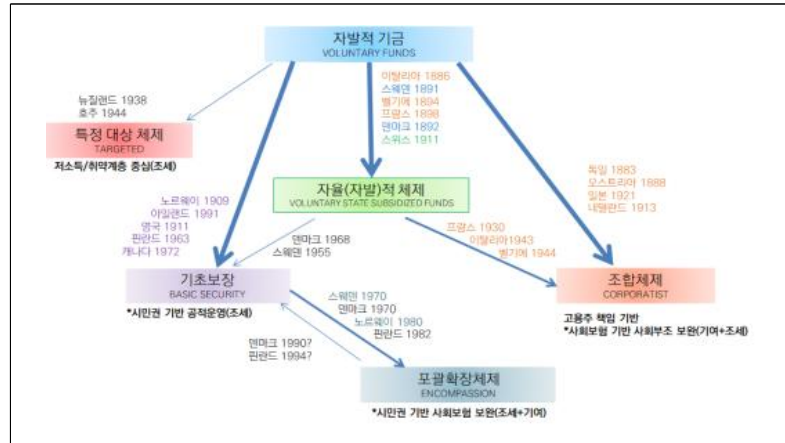 자발적 기금
VOLUNTARY FUNDS
이탈리아 1886
스웨덴 1891
벨기에 1894
프랑스 1898
덴마크 1892
스위스 1911
뉴질랜드 1938
호주 1944
특정 대상 체제
TARGETED
저소득/취약계층 중심(조세)
독일 1883
오스트리아 1888
일본 1921
네덜란드 1913
자율(자발)적 체제
VOLUNTARY STATE SUBSIDIZED FUNDS
노르웨이 1909
아일랜드 1991
영국 1911
핀란드 1963
캐나다 1972
덴마크 1968
스웨덴 1955
프랑스 1930
이탈리아1943
벨기에 1944
기초보장
BASIC SECURITY
*시민권 기반 공적운영(조세)
조합체제
CORPORATIST
고용주 책임 기반
*사회보험 기반 사회부조 보완(기여+조세)
스웨덴 1970
덴마크 1970
노르웨이 1980
핀란드 1982
덴마크 1990?
핀란드 1994?
포괄확장체제
ENCOMPASSION
*시민권 기반 사회보험 보완(조세+기여)